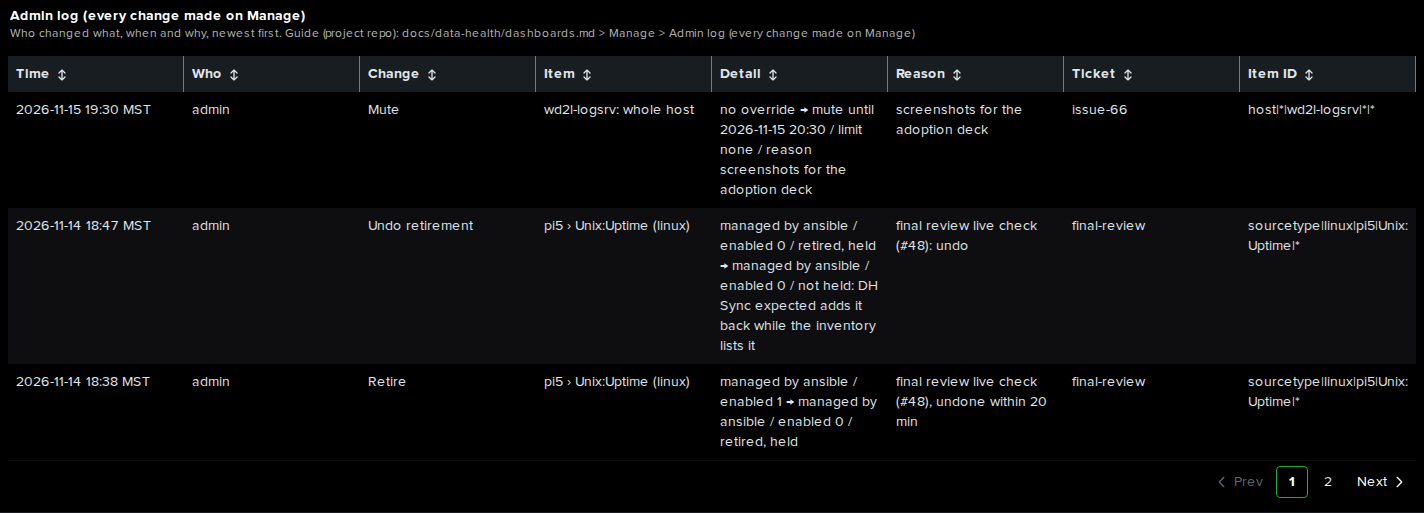 Admin log (every change made on Manage)
Who changed what, when and why, newest first. Guide (project repo): docs/data-health/dashboards.md > Manage > Admin log (every change made on Manage)
Time Who Change Item Detail Reason Ticket Item ID
2026-11-15 19:30 MST admin Mute wd2l-logsrv: whole host no override → mute until screenshots for the issue-66 host|*|wd2l-logsrv|*|*
2026-11-15 20:30 / limit adoption deck
none / reason
screenshots for the
adoption deck
2026-11-14 18:47 MST admin Undo retirement pi5 › Unix:Uptime (linux) managed by ansible / final review live check final-review sourcetype|linux|pi5|Unix:
enabled 0 / retired, held (#48): undo Uptime|*
→ managed by ansible /
enabled 0 / not held: DH
Sync expected adds it
back while the inventory
lists it
2026-11-14 18:38 MST admin Retire pi5 › Unix:Uptime (linux) managed by ansible / final review live check final-review sourcetype|linux|pi5|Unix:
enabled 1 → managed by (#48), undone within 20 Uptime|*
ansible / enabled 0 / min
retired, held
Prev 1 2 Next